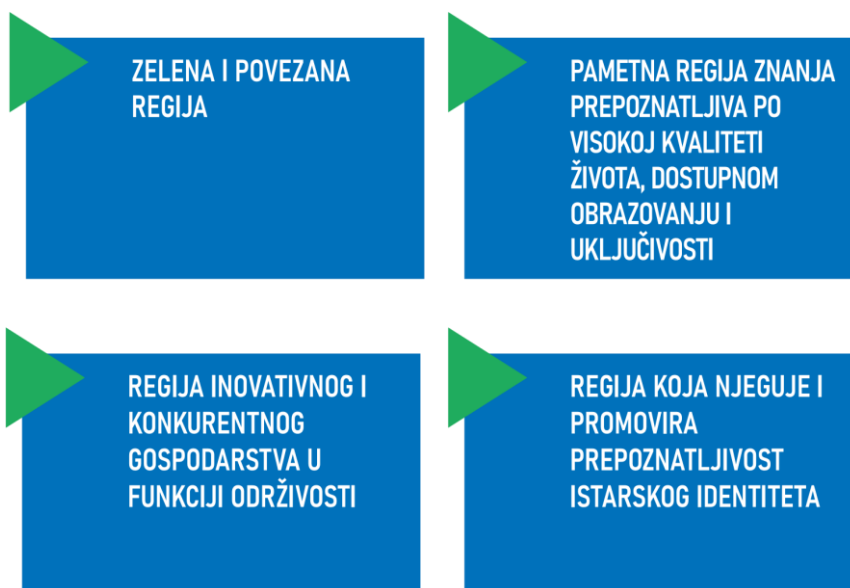 ZELENA I POVEZANA
REGIJA
PAMETNA REGIJA ZNANJA
PREPOZNATLJIVA PO
VISOKOJ KVALITETI
ŽIVOTA, DOSTUPNOM
OBRAZOVANJU I
UKLJUČIVOSTI
REGIJA INOVATIVNOG I
KONKURENTNOG
GOSPODARSTVA U
FUNKCIJI ODRŽIVOSTI
REGIJA KOJA NJEGUJE I
PROMOVIRA
PREPOZNATLJIVOST
ISTARSKOG IDENTITETA